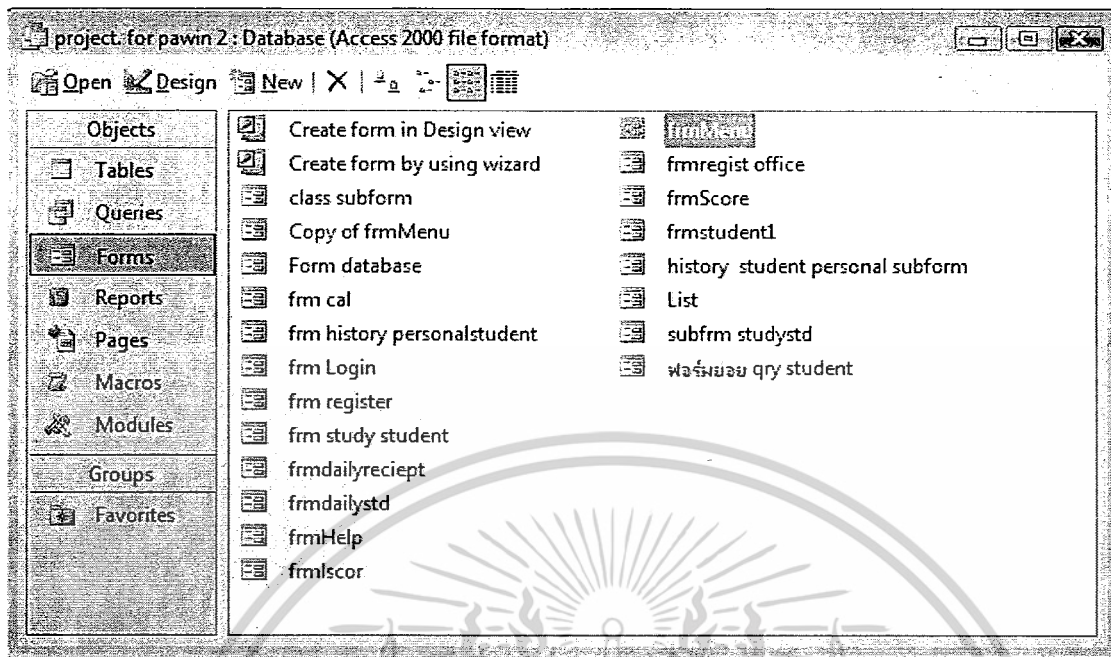 project. for pawin 2 : Database (Access 2000 file format)
Open Design New
Objects
Tables
Queries
Forms
Reports
Pages
Macros
Modules
Groups
Favorites
Create form in Design view
Create form by using wizard
class subform
Copy of frmMenu
Form database
frm cal
frm history personalstudent
frm Login
frm register
frm study student
frmdailyreciept
frmdailystd
frmHelp
frmlscor
frmMenu
frmregist office
frmScore
frmstudent1
history student personal subform
List
subfrm studystd
ฟอร์มย่อย qry student